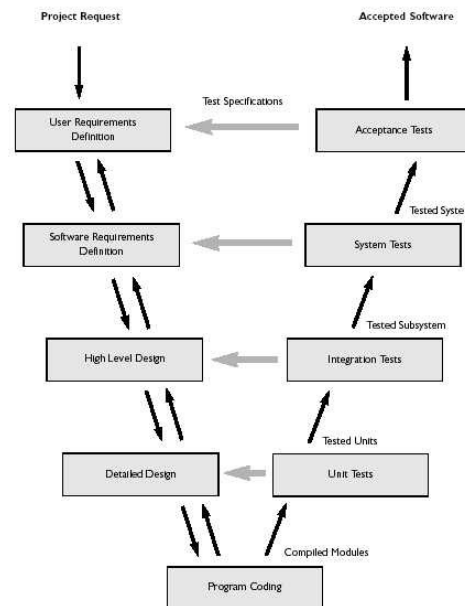 Project Request
Accepted Software
Test Specifications
User Requirements
Definition
Acceptance Tests
Tested Syste
Software Requirements
Definition
System Tests
Tested Subsystem
High Level Design
Integration Tests
Tested Units
Detailed Design
Unit Tests
Compiled Modules
Program Coding